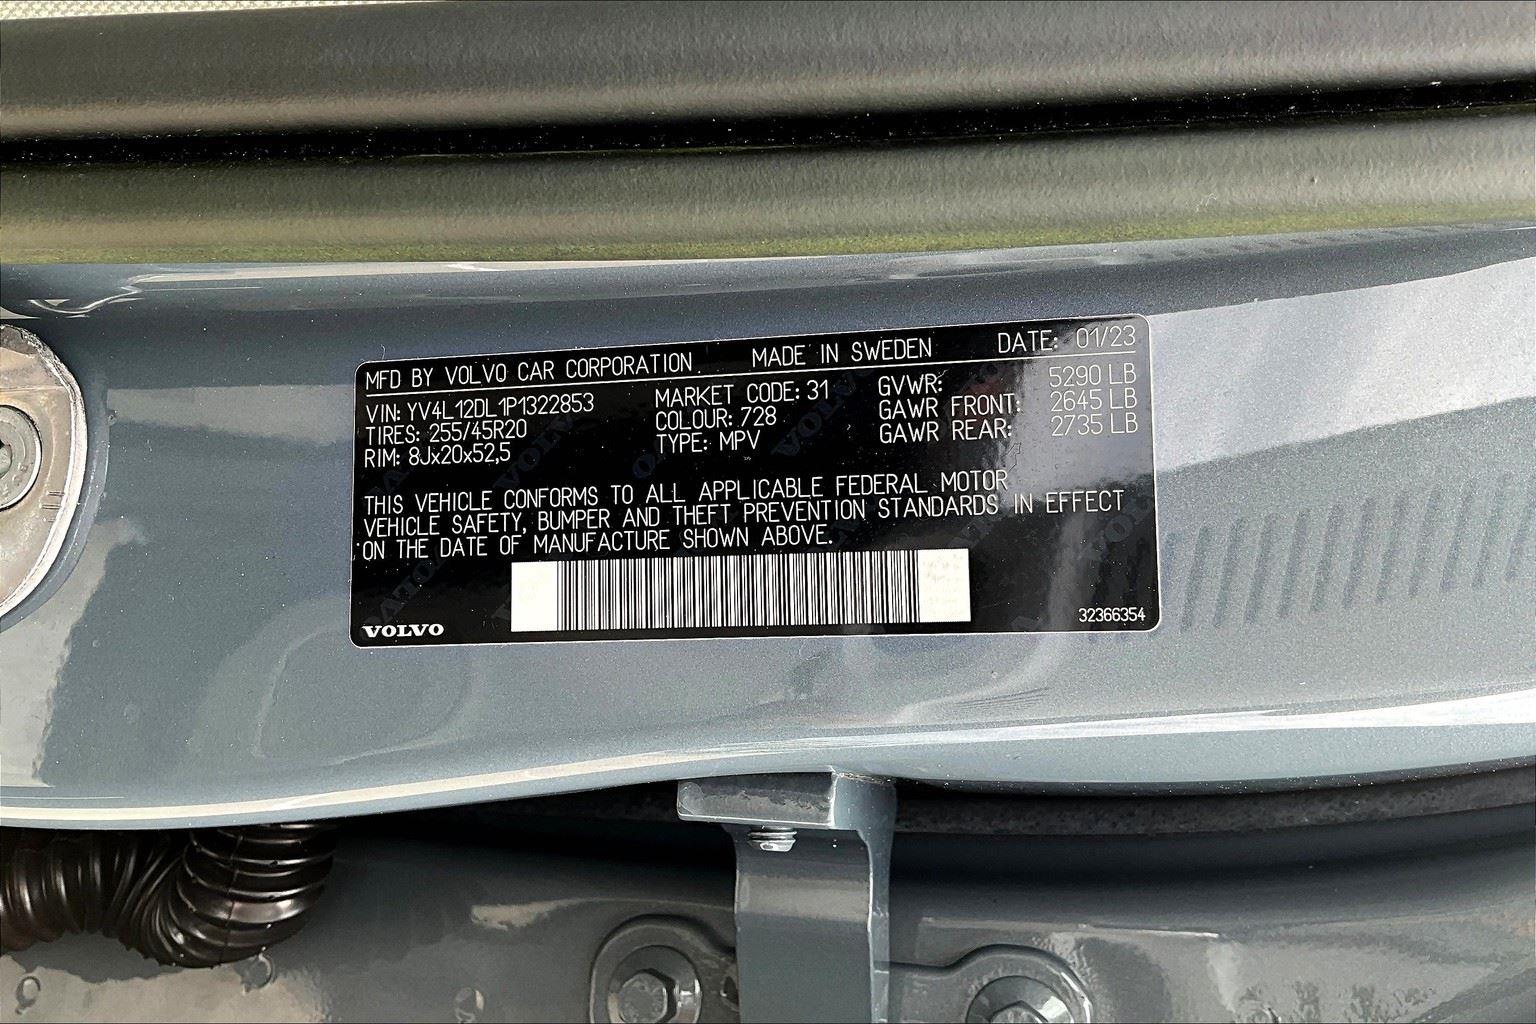 MFD BY VOLVO CAR CORPORATION MADE IN SWEDEN DATE: 01/23
VIN: YV4L12DL1P1322853 MARKET CODE: 31 GVWR: 5290 LB
TIRES: 255/45R20 COLOUR: 728 GAWR FRONT: 2645 LB
RIM: 8Jx20x52,5 TYPE: MPV GAWR REAR: 2735 LB
THIS VEHICLE CONFORMS TO ALL APPLICABLE FEDERAL MOTOR
VEHICLE SAFETY, BUMPER AND THEFT PREVENTION STANDARDS IN EFFECT
ON THE DATE OF MANUFACTURE SHOWN ABOVE.
VOLVO 32366354